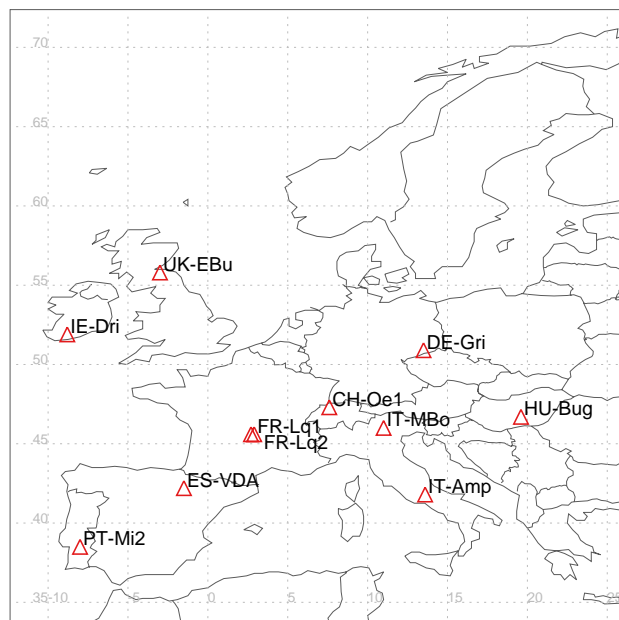 70
65
60
55
50
45
40
35
-10
-5
0
5
10
15
20
25
UK-EBu
IE-Dri
DE-Gri
CH-Oe1
HU-Bug
IT-MBo
FR-Lq1
FR-Lq2
ES-VDA
IT-Amp
PT-Mi2